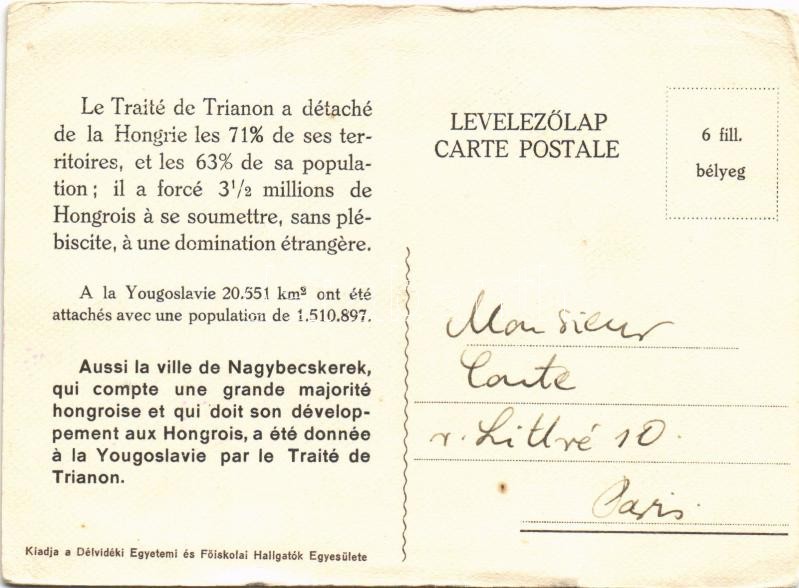 Le Traité de Trianon a détaché
de la Hongrie les 71% de ses ter-
ritoires, et les 63% de sa popula-
tion; il a forcé 3¹/₂ millions de
Hongrois à se soumettre, sans plé-
biscite, à une domination étrangère.
A la Yougoslavie 20.551 km² ont été
attachés avec une population de 1,510.897.
Aussi la ville de Nagybecskerek,
qui compte une grande majorité
hongroise et qui doit son dévelop-
pement aux Hongrois, a été donnée
à la Yougoslavie par le Traité de
Trianon.
Kiadja a Délvidéki Egyetemi és Főiskolai Hallgatók Egyesülete
LEVELEZŐLAP
CARTE POSTALE
6 fill.
bélyeg
Monsieur
Conte
r. Littré 10.
Paris